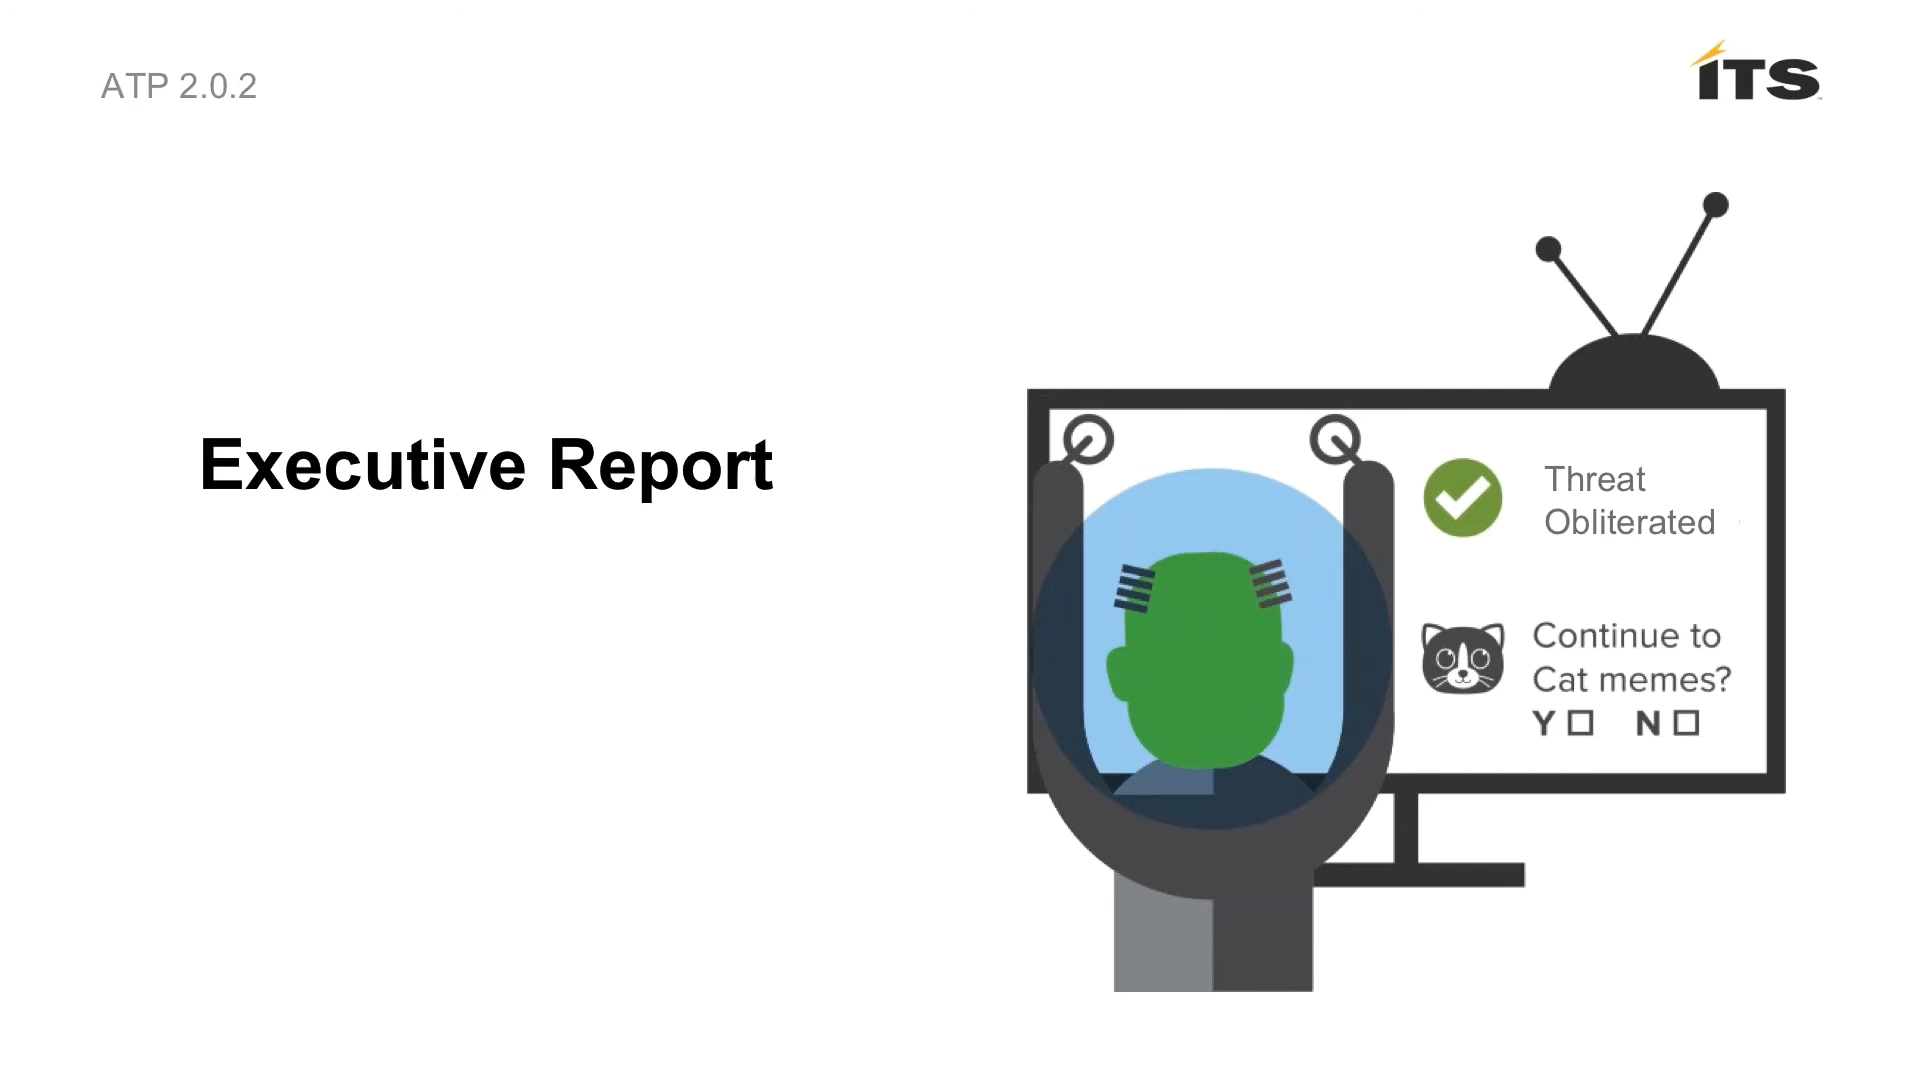 ATP 2.0.2
iTS
Executive Report
Threat
Obliterated
Continue to
Cat memes?
Y N